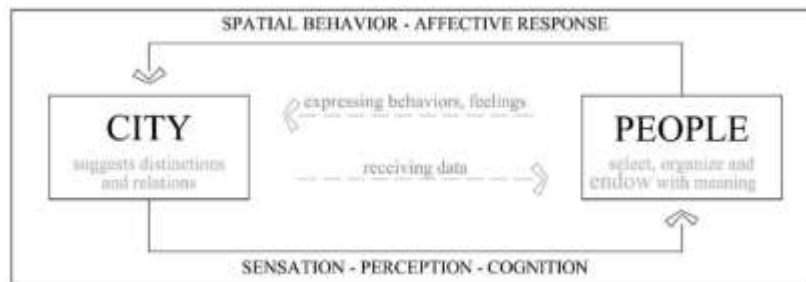 SPATIAL BEHAVIOR - AFFECTIVE RESPONSE
expressing behaviors, feelings
CITY
suggests distinctions
and relations
PEOPLE
select, organize and
endow with meaning
receiving data
SENSATION - PERCEPTION - COGNITION